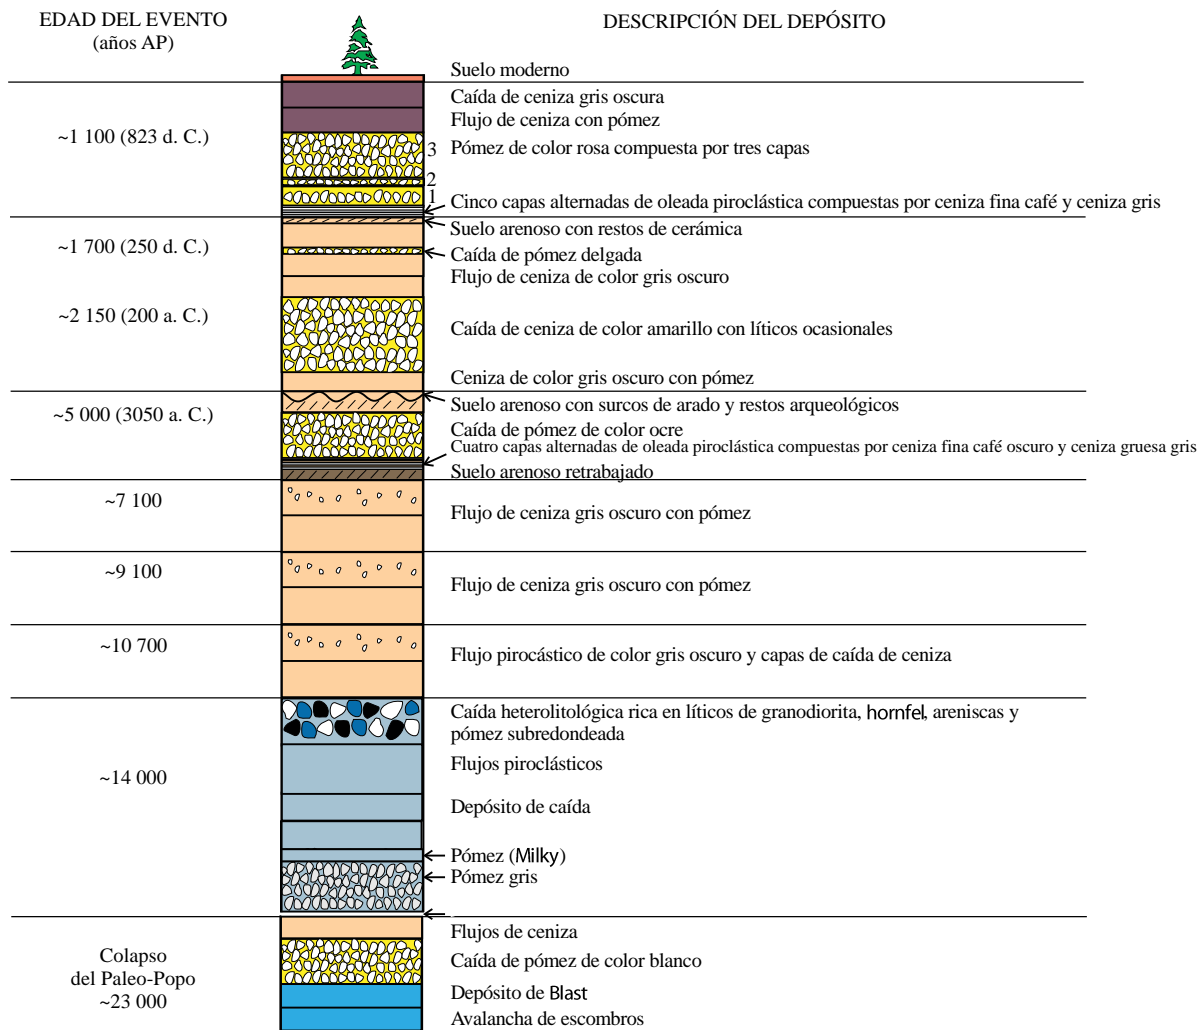 EDAD DEL EVENTO
(años AP)
DESCRIPCIÓN DEL DEPÓSITO
Suelo moderno
~1 100 (823 d. C.)
Caída de ceniza gris oscura
Flujo de ceniza con pómez
3
Pómez de color rosa compuesta por tres capas
2
1
Cinco capas alternadas de oleada piroclástica compuestas por ceniza fina café y ceniza gris
~1 700 (250 d. C.)
Suelo arenoso con restos de cerámica
Caída de pómez delgada
Flujo de ceniza de color gris oscuro
~2 150 (200 a. C.)
Caída de ceniza de color amarillo con líticos ocasionales
Ceniza de color gris oscuro con pómez
~5 000 (3050 a. C.)
Suelo arenoso con surcos de arado y restos arqueológicos
Caída de pómez de color ocre
Cuatro capas alternadas de oleada piroclástica compuestas por ceniza fina café oscuro y ceniza gruesa gris
Suelo arenoso retrabajado
~7 100
Flujo de ceniza gris oscuro con pómez
~9 100
Flujo de ceniza gris oscuro con pómez
~10 700
Flujo pirocástico de color gris oscuro y capas de caída de ceniza
~14 000
Caída heterolitológica rica en líticos de granodiorita, hornfel, areniscas y
pómez subredondeada
Flujos piroclásticos
Depósito de caída
Pómez (Milky)
Pómez gris
Colapso
del Paleo-Popo
~23 000
Flujos de ceniza
Caída de pómez de color blanco
Depósito de Blast
Avalancha de escombros